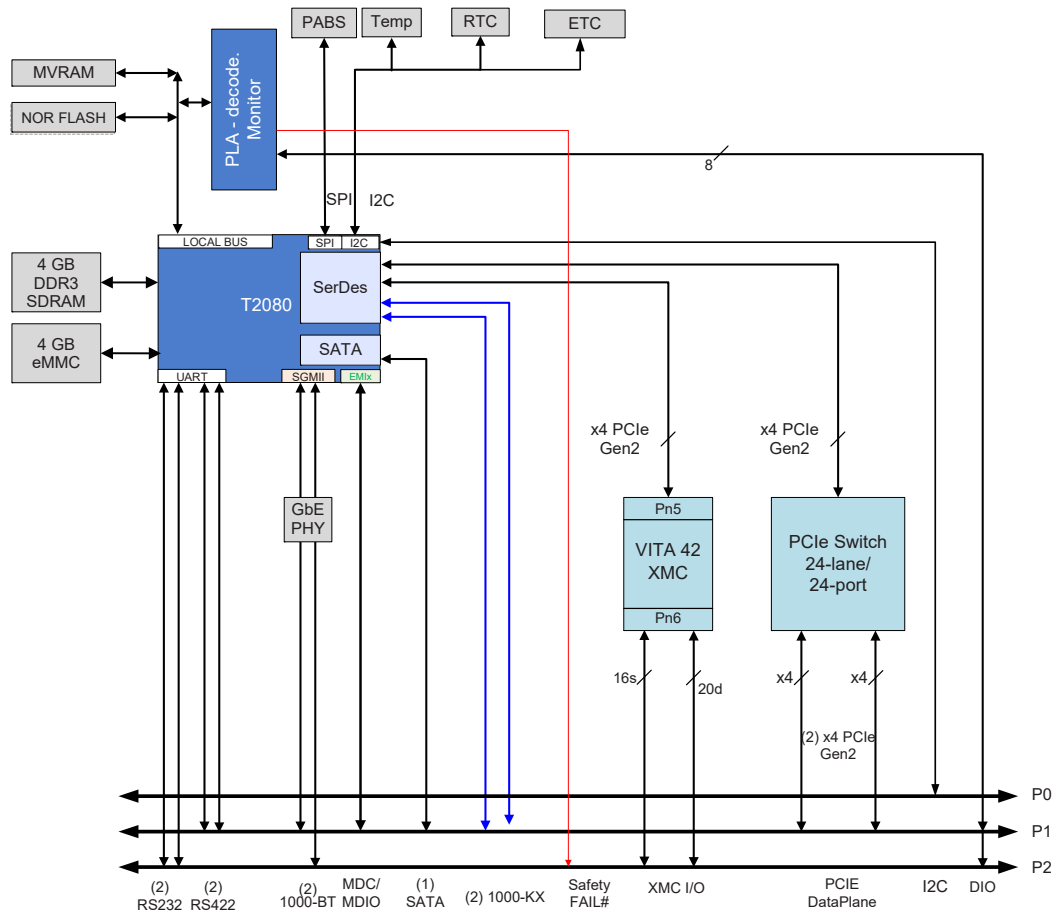 PABS
Temp
RTC
ETC
MVRAM
NOR FLASH
PLA - decode.
Monitor
8
SPI
I2C
LOCAL BUS
SPI
I2C
4 GB
DDR3
SDRAM
T2080
SerDes
4 GB
eMMC
SATA
UART
SGMII
EMIx
x4 PCIe
Gen2
x4 PCIe
Gen2
GbE
PHY
Pn5
VITA 42
XMC
Pn6
PCIe Switch
24-lane/
24-port
16s
20d
x4
x4
(2) x4 PCIe
Gen2
P0
P1
P2
(2)
RS232
(2)
RS422
(2)
1000-BT
MDC/
MDIO
(1)
SATA
(2) 1000-KX
Safety
FAIL#
XMC I/O
PCIE
DataPlane
I2C
DIO